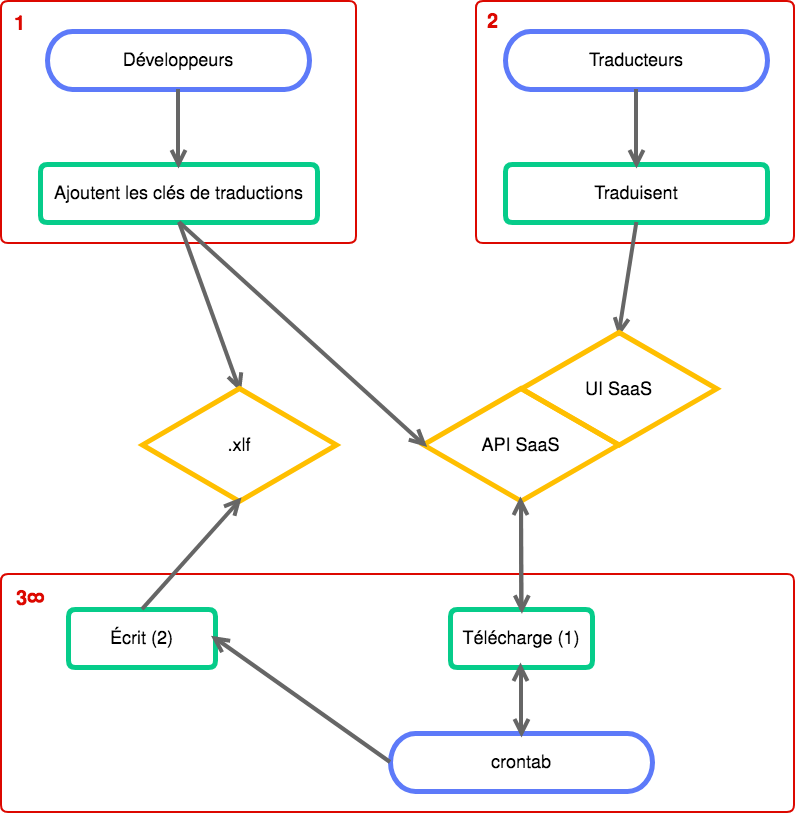 1
Développeurs
Ajoutent les clés de traductions
2
Traducteurs
Traduisent
UI SaaS
API SaaS
.xlf
3∞
Écrit (2)
Télécharge (1)
crontab